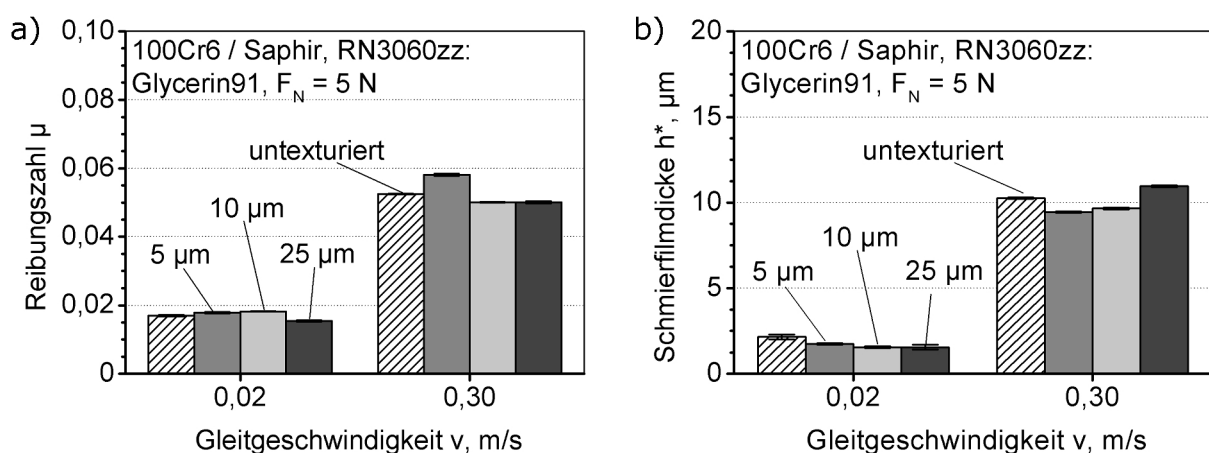 a)
Reibungszahl µ
0,10
0,08
0,06
0,04
0,02
0
100Cr6 / Saphir, RN3060zz:
Glycerin91, F_N = 5 N
untexturiert
10 µm
5 µm
25 µm
0,02
0,30
Gleitgeschwindigkeit v, m/s
b)
Schmierfilmdicke h*, µm
20
15
10
5
0
100Cr6 / Saphir, RN3060zz:
Glycerin91, F_N = 5 N
untexturiert
10 µm
5 µm
25 µm
0,02
0,30
Gleitgeschwindigkeit v, m/s